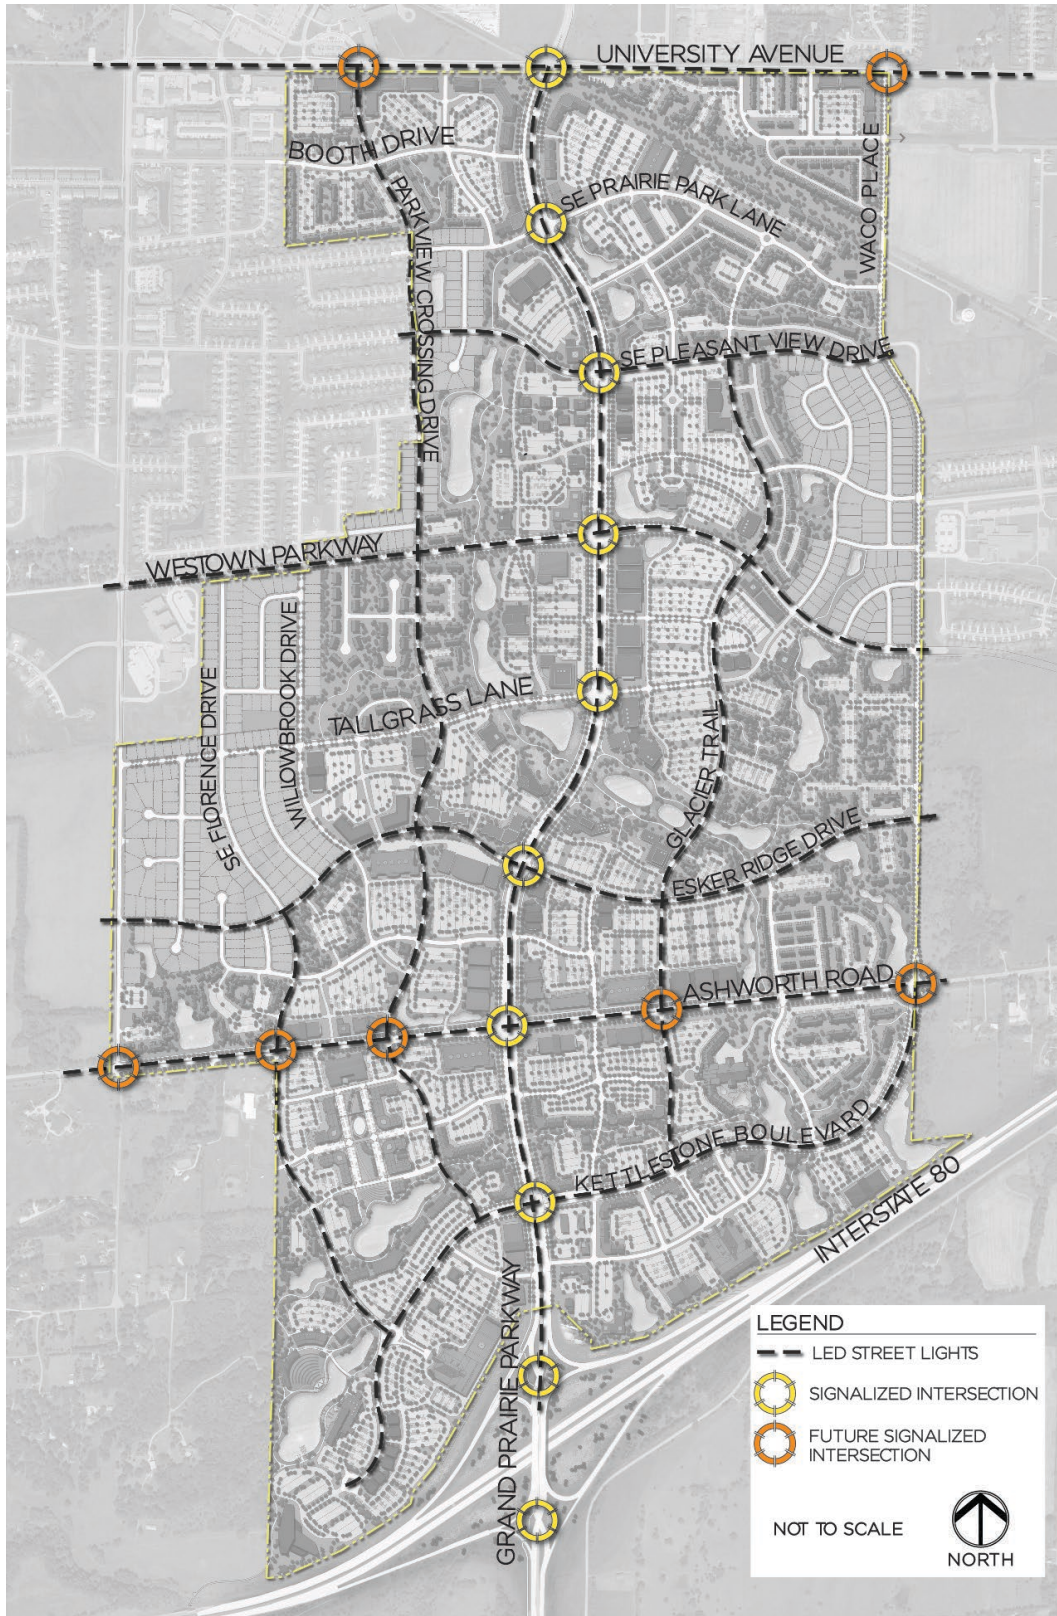 UNIVERSITY AVENUE
BOOTH DRIVE
WACO PLACE
SE PRAIRIE PARK LANE
PARKVIEW CROSSING DRIVE
SE PLEASANT VIEW DRIVE
WESTOWN PARKWAY
WILLOWBROOK DRIVE
SE FLORENCE DRIVE
TALLGRASS LANE
GLACIER TRAIL
ESKER RIDGE DRIVE
ASHWORTH ROAD
KETTLESTONE BOULEVARD
INTERSTATE 80
GRAND PRAIRIE PARKWAY
LEGEND
LED STREET LIGHTS
SIGNALIZED INTERSECTION
FUTURE SIGNALIZED
INTERSECTION
NOT TO SCALE
NORTH